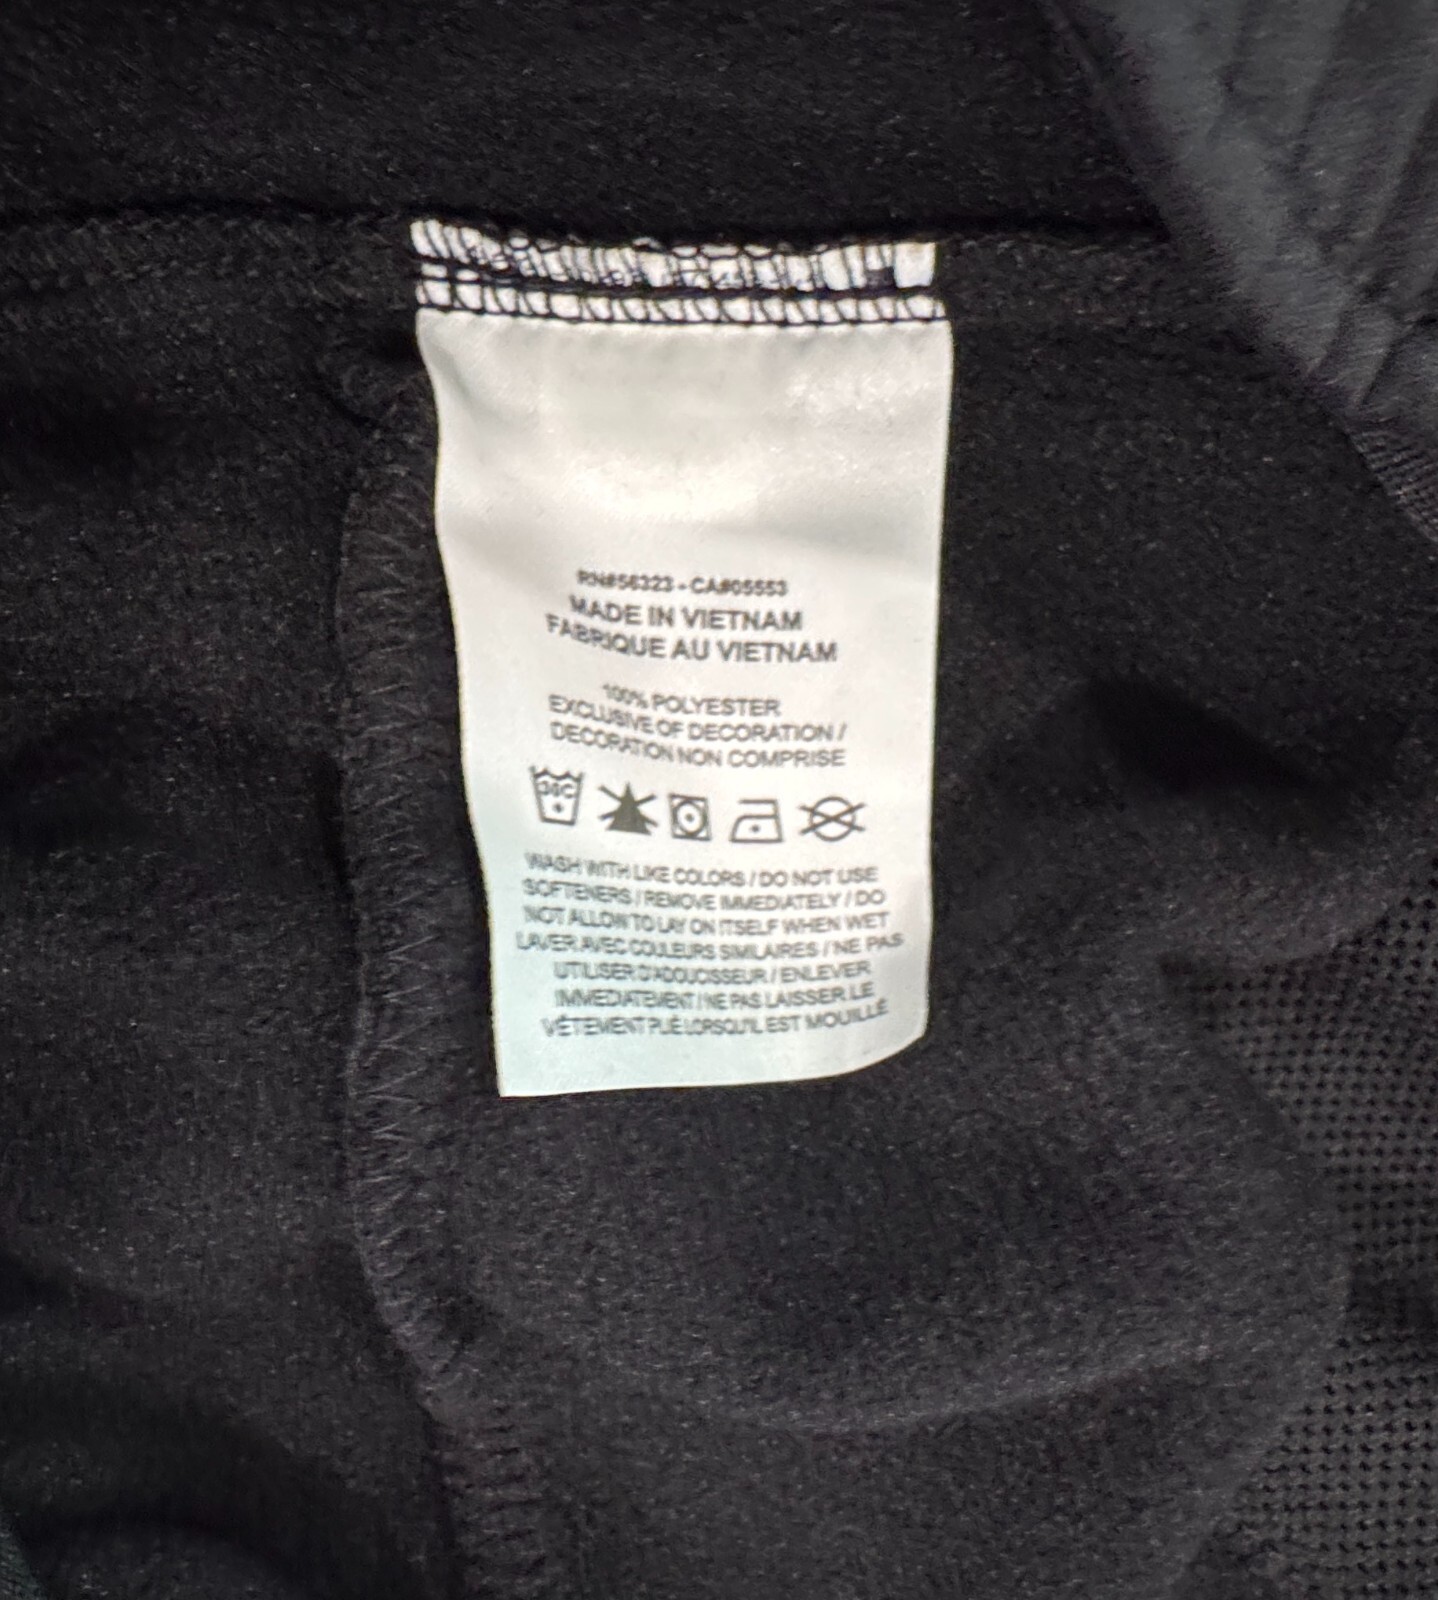 RN#56323 - CA#05553
MADE IN VIETNAM
FABRIQUE AU VIETNAM
100% POLYESTER
EXCLUSIVE OF DECORATION /
DECORATION NON COMPRISE
30C
WASH WITH LIKE COLORS / DO NOT USE
SOFTENERS / REMOVE IMMEDIATELY / DO
NOT ALLOW TO LAY ON ITSELF WHEN WET
LAVER AVEC COULEURS SIMILAIRES / NE PAS
UTILISER D'ADOUCISSEUR / ENLEVER
IMMEDIATEMENT / NE PAS LAISSER LE
VÊTEMENT PLIÉ LORSQU'IL EST MOUILLÉ